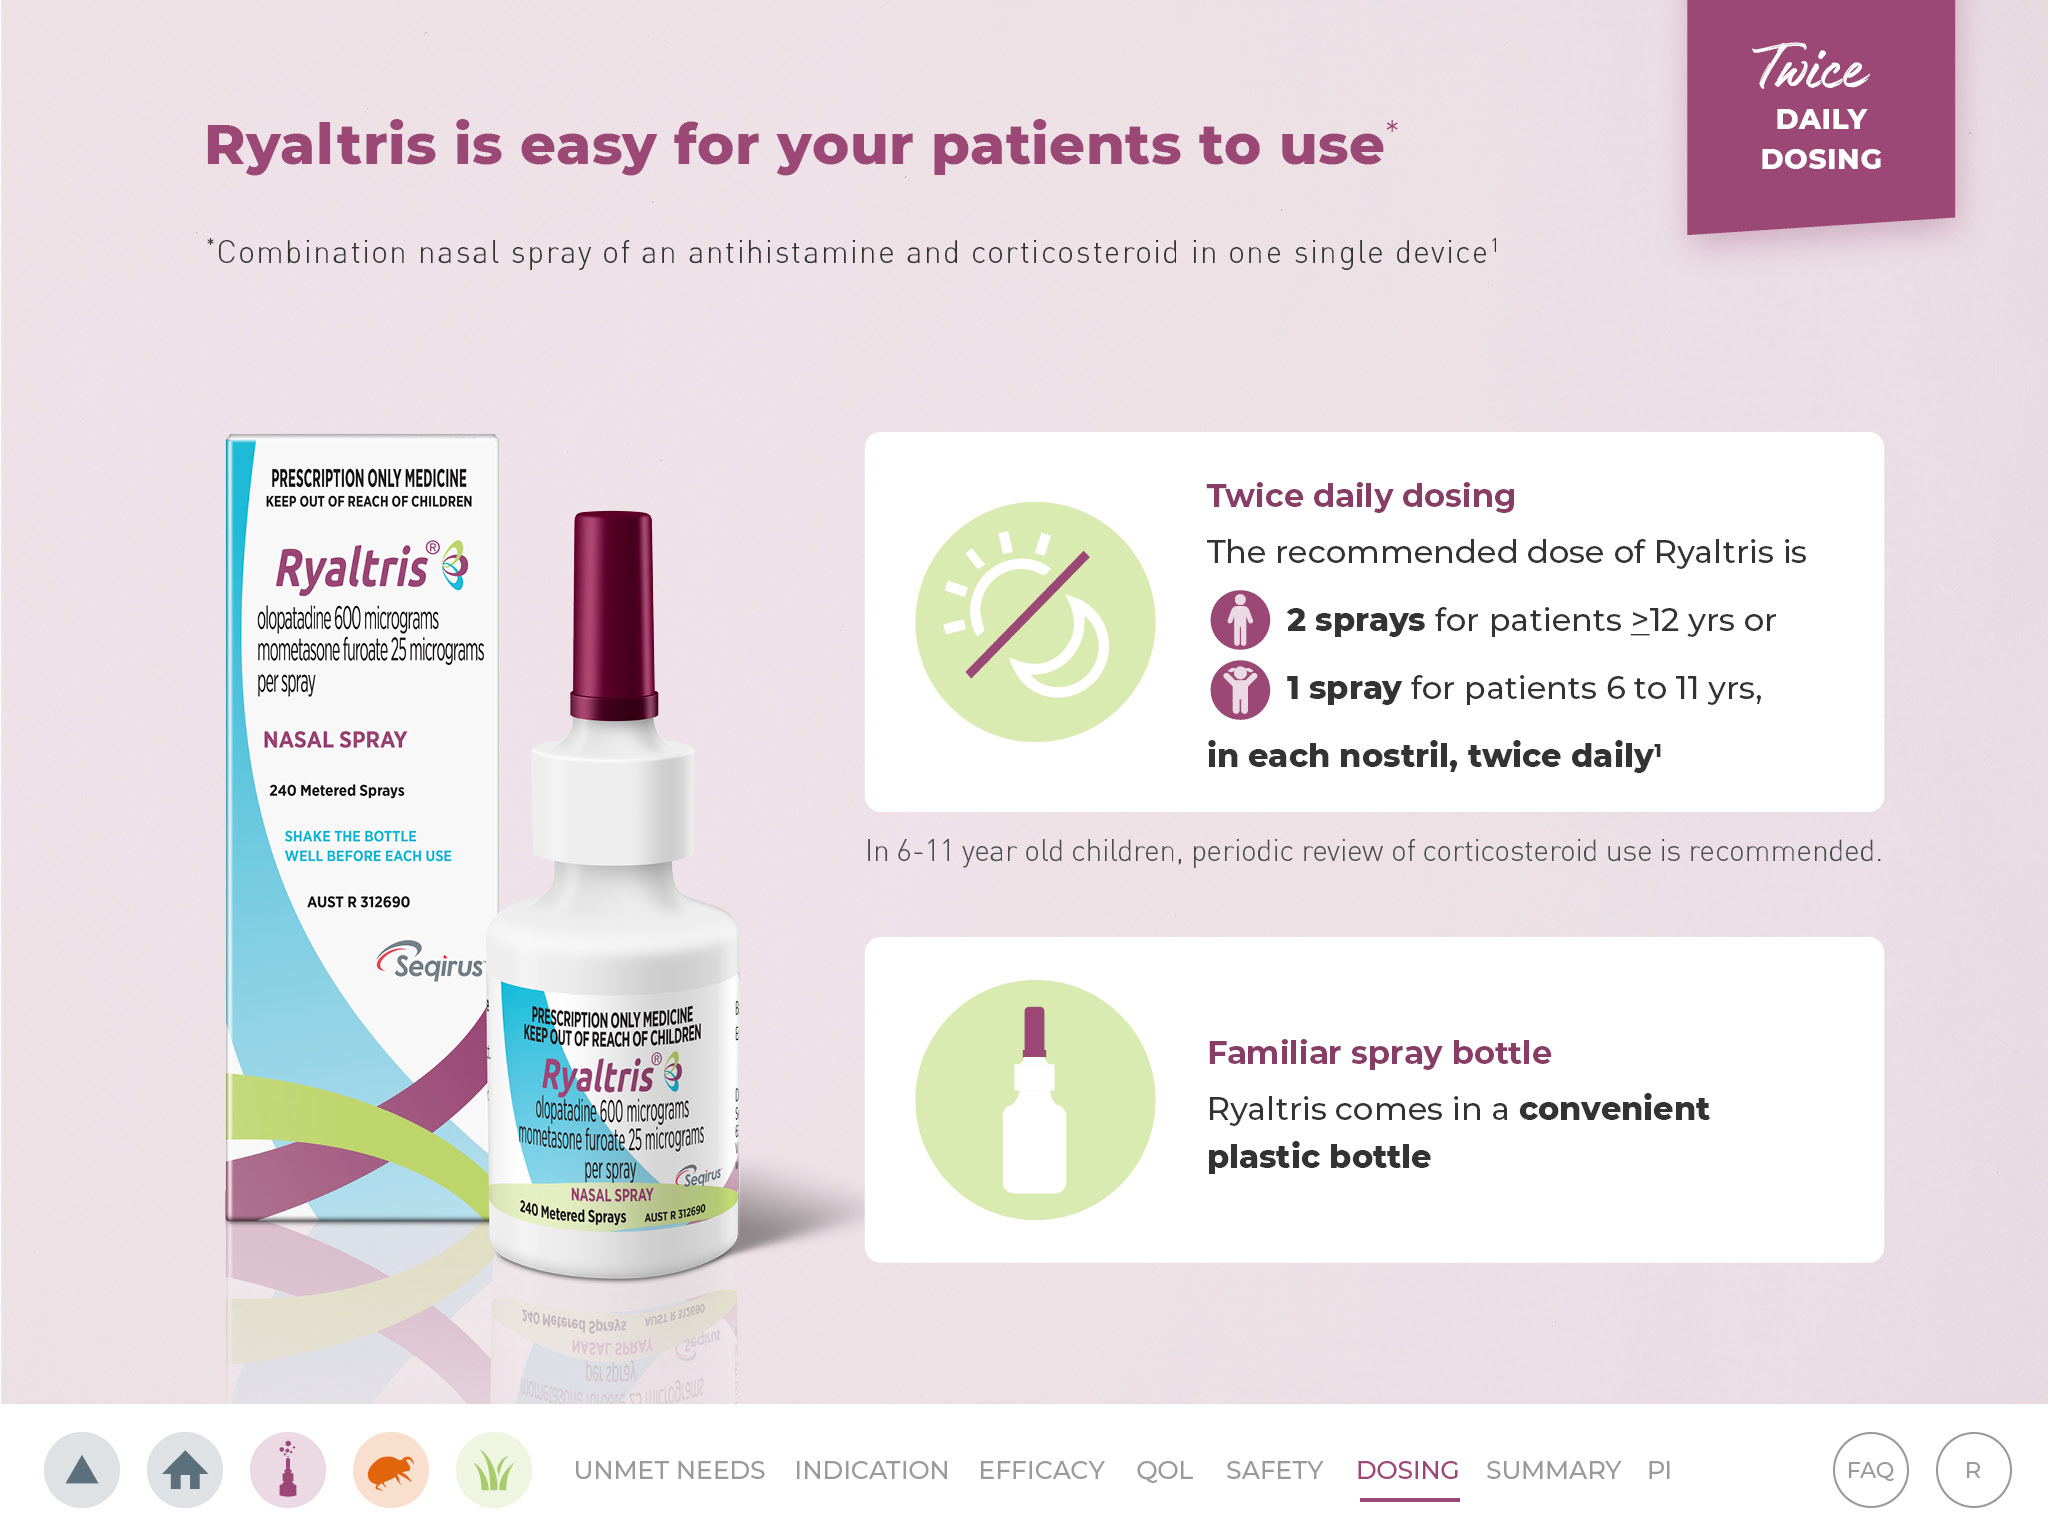 Twice
DAILY
DOSING
Ryaltris is easy for your patients to use*
*Combination nasal spray of an antihistamine and corticosteroid in one single device¹
PRESCRIPTION ONLY MEDICINE
KEEP OUT OF REACH OF CHILDREN
Ryaltris®
olopatadine 600 micrograms
mometasone furoate 25 micrograms
per spray
NASAL SPRAY
240 Metered Sprays
SHAKE THE BOTTLE
WELL BEFORE EACH USE
AUST R 312690
Seqirus
PRESCRIPTION ONLY MEDICINE
KEEP OUT OF REACH OF CHILDREN
Ryaltris®
olopatadine 600 micrograms
mometasone furoate 25 micrograms
per spray
Seqirus
NASAL SPRAY
240 Metered Sprays AUST R 312690
Twice daily dosing
The recommended dose of Ryaltris is
2 sprays for patients ≥12 yrs or
1 spray for patients 6 to 11 yrs,
in each nostril, twice daily¹
In 6-11 year old children, periodic review of corticosteroid use is recommended.
Familiar spray bottle
Ryaltris comes in a convenient
plastic bottle
UNMET NEEDS INDICATION EFFICACY QOL SAFETY DOSING SUMMARY PI FAQ R